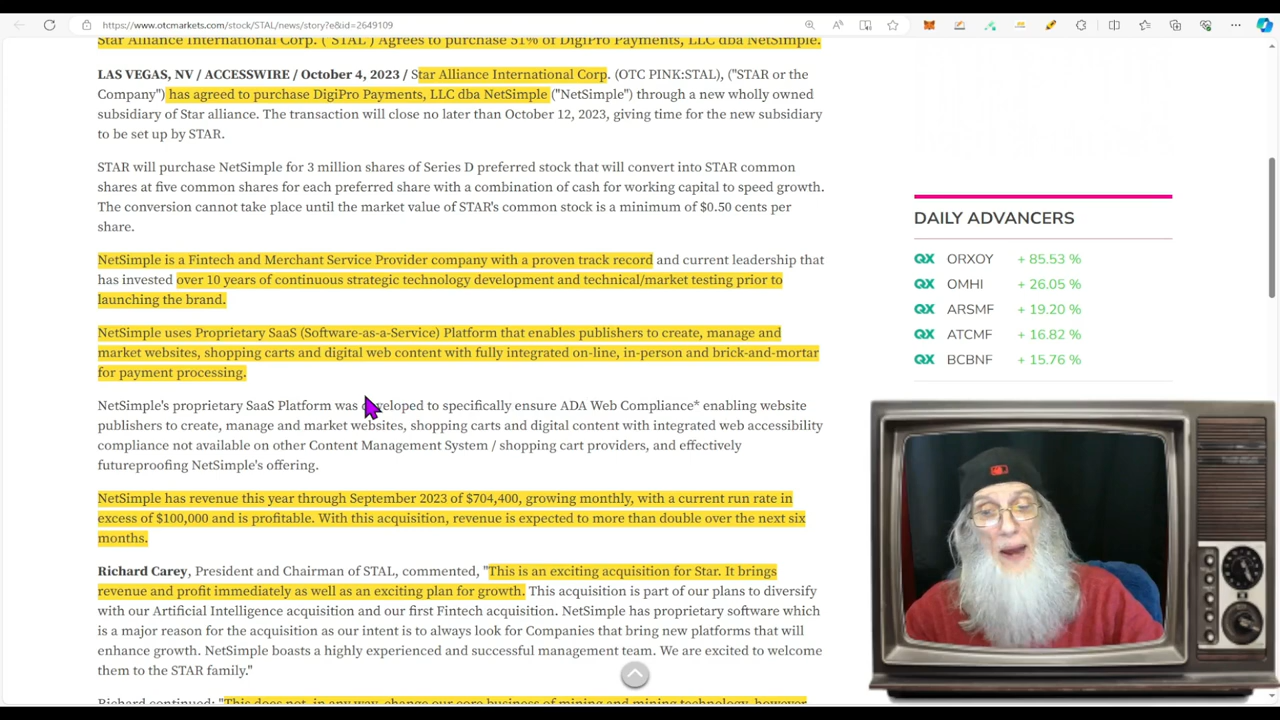 https://www.otcmarkets.com/stock/STAL/news/story?e&id=2649109
Star Alliance International Corp. ("STAL") Agrees to purchase 51% of DigiPro Payments, LLC dba NetSimple.
LAS VEGAS, NV / ACCESSWIRE / October 4, 2023 / Star Alliance International Corp. (OTC PINK:STAL), ("STAR or the
Company") has agreed to purchase DigiPro Payments, LLC dba NetSimple ("NetSimple") through a new wholly owned
subsidiary of Star alliance. The transaction will close no later than October 12, 2023, giving time for the new subsidiary
to be set up by STAR.
STAR will purchase NetSimple for 3 million shares of Series D preferred stock that will convert into STAR common
shares at five common shares for each preferred share with a combination of cash for working capital to speed growth.
The conversion cannot take place until the market value of STAR's common stock is a minimum of $0.50 cents per
share.
NetSimple is a Fintech and Merchant Service Provider company with a proven track record and current leadership that
has invested over 10 years of continuous strategic technology development and technical/market testing prior to
launching the brand.
NetSimple uses Proprietary SaaS (Software-as-a-Service) Platform that enables publishers to create, manage and
market websites, shopping carts and digital web content with fully integrated on-line, in-person and brick-and-mortar
for payment processing.
NetSimple's proprietary SaaS Platform was developed to specifically ensure ADA Web Compliance* enabling website
publishers to create, manage and market websites, shopping carts and digital content with integrated web accessibility
compliance not available on other Content Management System / shopping cart providers, and effectively
futureproofing NetSimple's offering.
NetSimple has revenue this year through September 2023 of $704,400, growing monthly, with a current run rate in
excess of $100,000 and is profitable. With this acquisition, revenue is expected to more than double over the next six
months.
Richard Carey, President and Chairman of STAL, commented, "This is an exciting acquisition for Star. It brings
revenue and profit immediately as well as an exciting plan for growth. This acquisition is part of our plans to diversify
with our Artificial Intelligence acquisition and our first Fintech acquisition. NetSimple has proprietary software which
is a major reason for the acquisition as our intent is to always look for Companies that bring new platforms that will
enhance growth. NetSimple boasts a highly experienced and successful management team. We are excited to welcome
them to the STAR family."
Richard continued: "This does not, in any way, change our core business of mining and mining technology, however
DAILY ADVANCERS
QX ORXOY + 85.53 %
QX OMHI + 26.05 %
QX ARSMF + 19.20 %
QX ATCMF + 16.82 %
QX BCBNF + 15.76 %